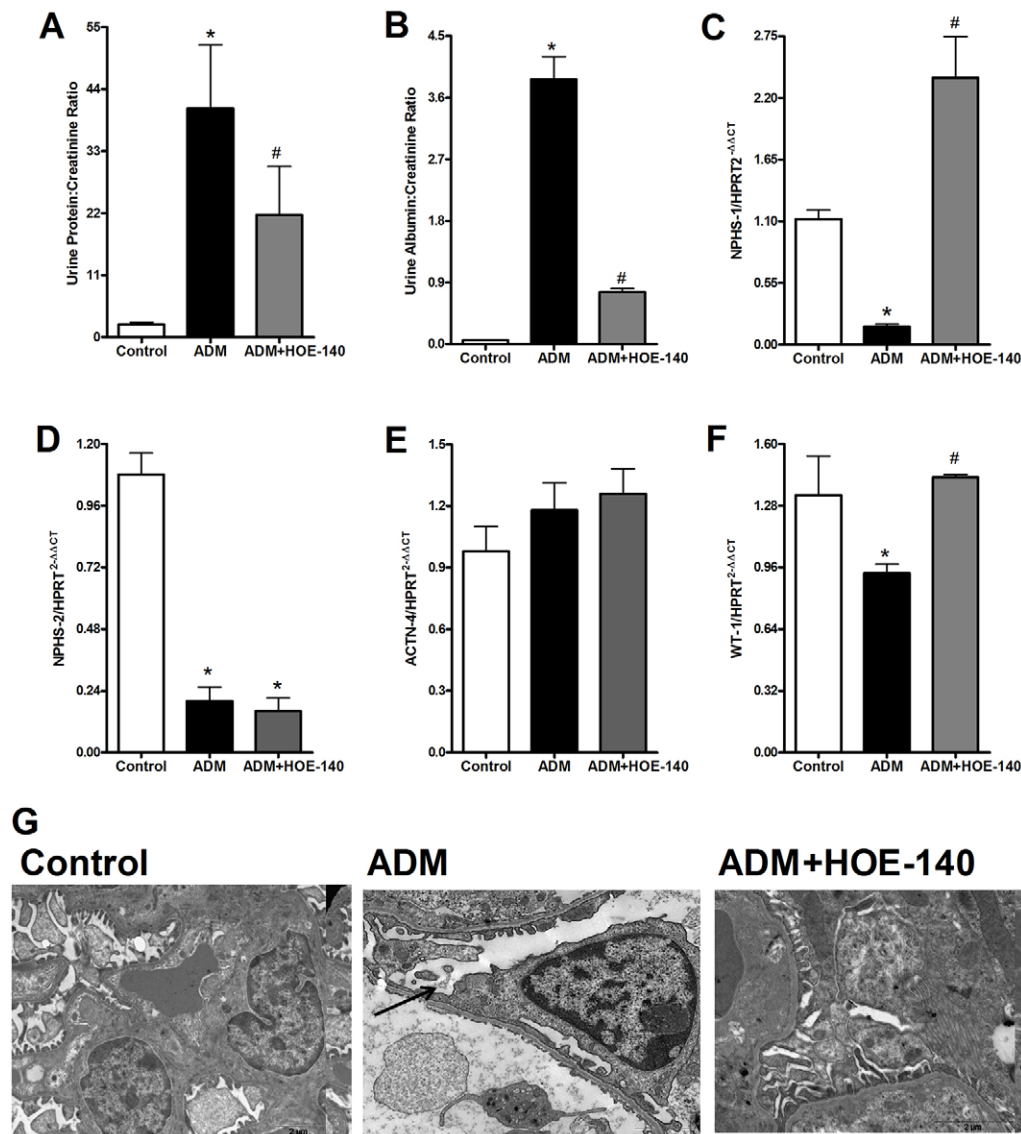 A
Urine Protein:Creatinine Ratio
55
44
33
22
11
0
*
#
Control ADM ADM+HOE-140
B
Urine Albumin:Creatinine Ratio
4.5
3.6
2.7
1.8
0.9
0.0
*
#
Control ADM ADM+HOE-140
C
NPHS-1/HPRT2-ΔΔCT
2.75
2.20
1.65
1.10
0.55
0.00
*
#
Control ADM ADM+HOE-140
D
NPHS-2/HPRT2-ΔΔCT
1.20
0.96
0.72
0.48
0.24
0.00
*
*
Control ADM ADM+HOE-140
E
ACTN-4/HPRT2-ΔΔCT
1.5
1.2
0.9
0.6
0.3
0.0
Control ADM ADM+HOE-140
F
WT-1/HPRT2-ΔΔCT
1.60
1.28
0.96
0.64
0.32
0.00
*
#
Control ADM ADM+HOE-140
G
Control
ADM
ADM+HOE-140
2 µm
2 µm